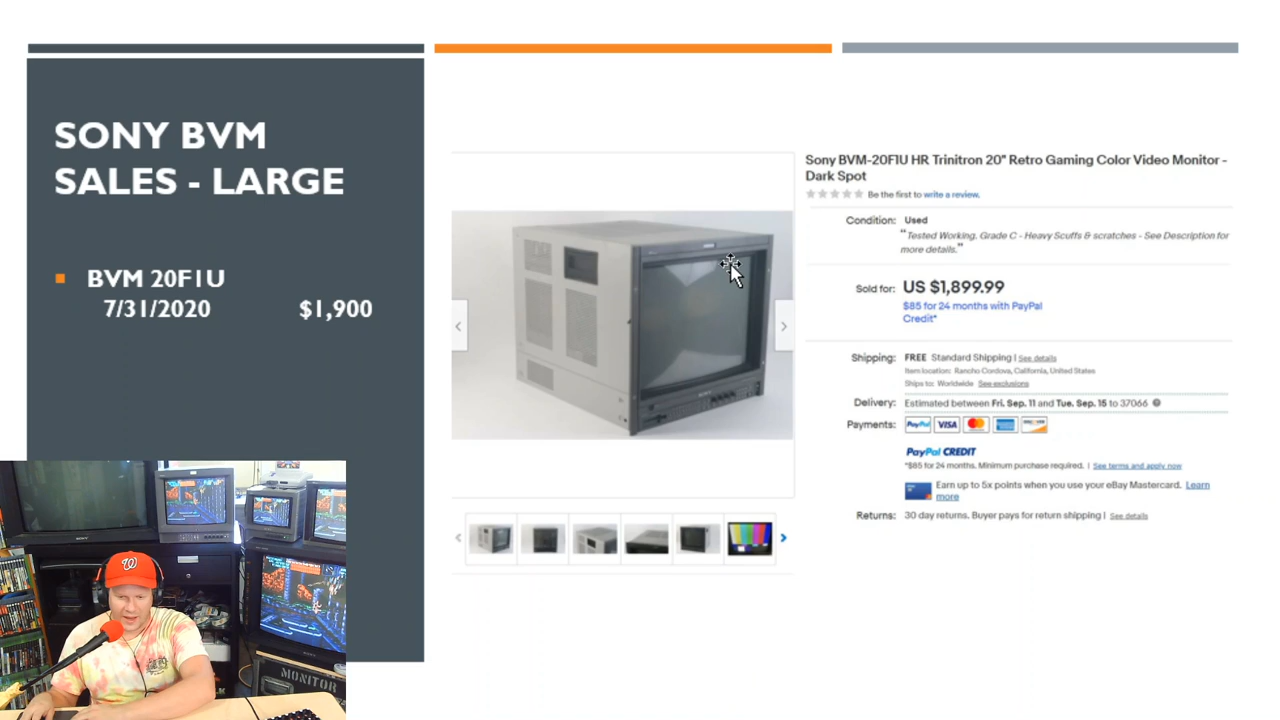 SONY BVM
SALES - LARGE
BVM 20F1U
7/31/2020 $1,900
Sony BVM-20F1U HR Trinitron 20" Retro Gaming Color Video Monitor -
Dark Spot
Be the first to write a review.
Condition: Used
"Tested Working. Grade C - Heavy Scuffs & scratches - See Description for
more details."
Sold for: US $1,899.99
$85 for 24 months with PayPal
Credit*
Shipping: FREE Standard Shipping | See details
Item location: Rancho Cordova, California, United States
Ships to: Worldwide See exclusions
Delivery: Estimated between Fri. Sep. 11 and Tue. Sep. 15 to 37066
Payments: PayPal VISA
PayPal CREDIT
*$85 for 24 months. Minimum purchase required. | See terms and apply now
Earn up to 5x points when you use your eBay Mastercard. Learn
more
Returns: 30 day returns. Buyer pays for return shipping | See details
W
SONY
MONITOR